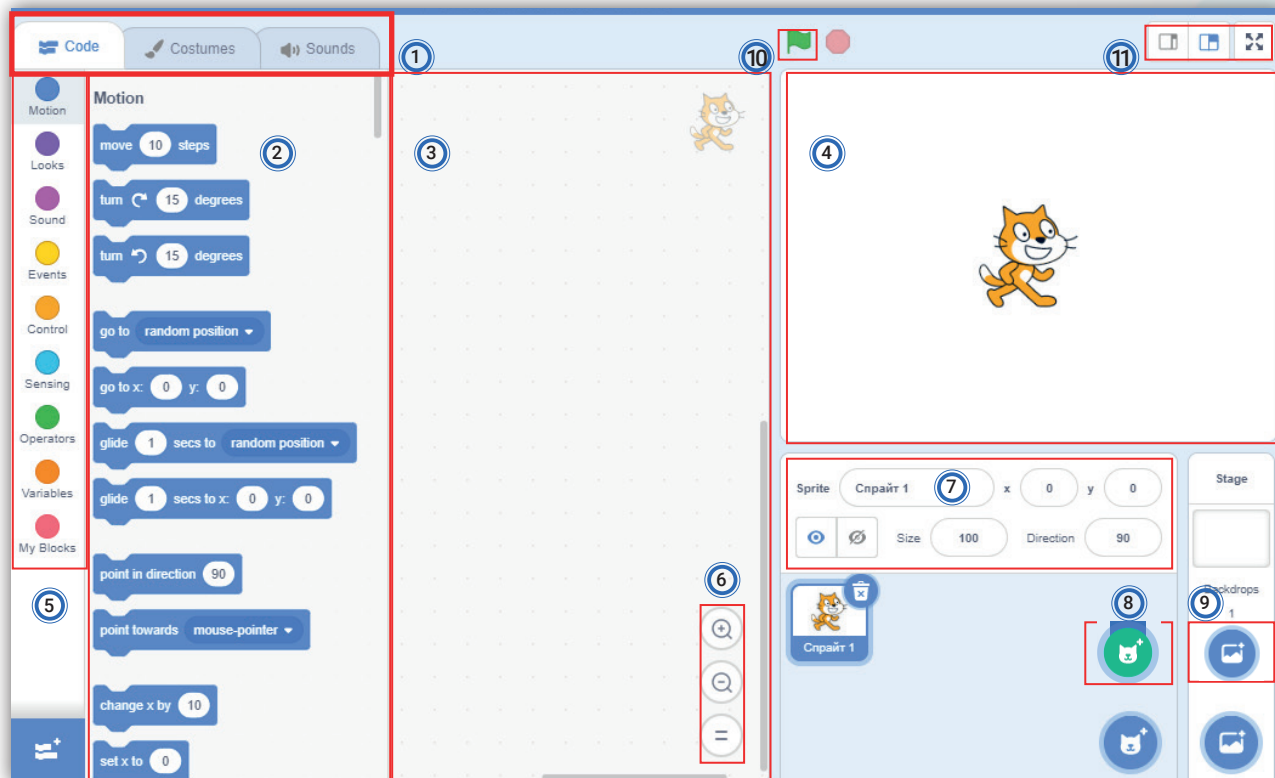 Code Costumes Sounds
1
10
11
Motion
Looks
Sound
Events
Control
Sensing
Operators
Variables
My Blocks
5
Motion
2
move 10 steps
turn 15 degrees
turn 15 degrees
go to random position
go to x: 0 y: 0
glide 1 secs to random position
glide 1 secs to x: 0 y: 0
point in direction 90
point towards mouse-pointer
change x by 10
set x to 0
3
6
=
4
Sprite Спрайт 1 7 x 0 y 0
Size 100 Direction 90
Спрайт 1
8
Stage
Backdrops
1
9